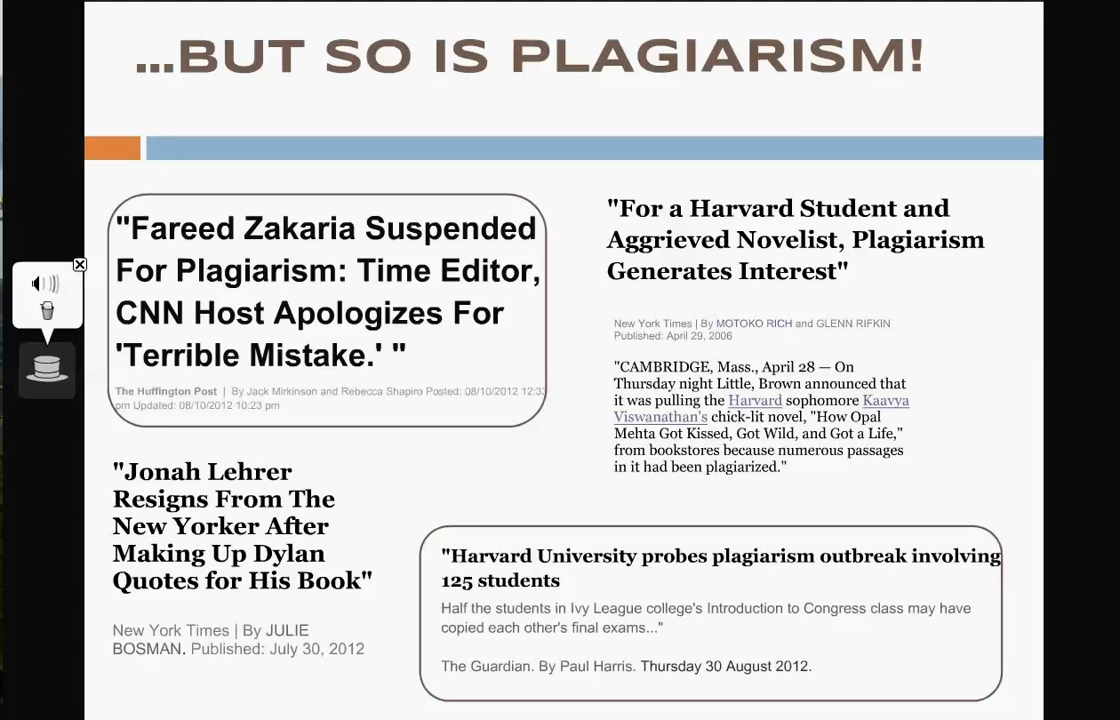 ...BUT SO IS PLAGIARISM!
"Fareed Zakaria Suspended
For Plagiarism: Time Editor,
CNN Host Apologizes For
'Terrible Mistake.' "
The Huffington Post | By Jack Mirkinson and Rebecca Shapiro Posted: 08/10/2012 12:33
pm Updated: 08/10/2012 10:23 pm
"Jonah Lehrer
Resigns From The
New Yorker After
Making Up Dylan
Quotes for His Book"
New York Times | By JULIE
BOSMAN. Published: July 30, 2012
"For a Harvard Student and
Aggrieved Novelist, Plagiarism
Generates Interest"
New York Times | By MOTOKO RICH and GLENN RIFKIN
Published: April 29, 2006
"CAMBRIDGE, Mass., April 28 — On
Thursday night Little, Brown announced that
it was pulling the Harvard sophomore Kaavya
Viswanathan's chick-lit novel, "How Opal
Mehta Got Kissed, Got Wild, and Got a Life,"
from bookstores because numerous passages
in it had been plagiarized."
"Harvard University probes plagiarism outbreak involving
125 students
Half the students in Ivy League college's Introduction to Congress class may have
copied each other's final exams..."
The Guardian. By Paul Harris. Thursday 30 August 2012.